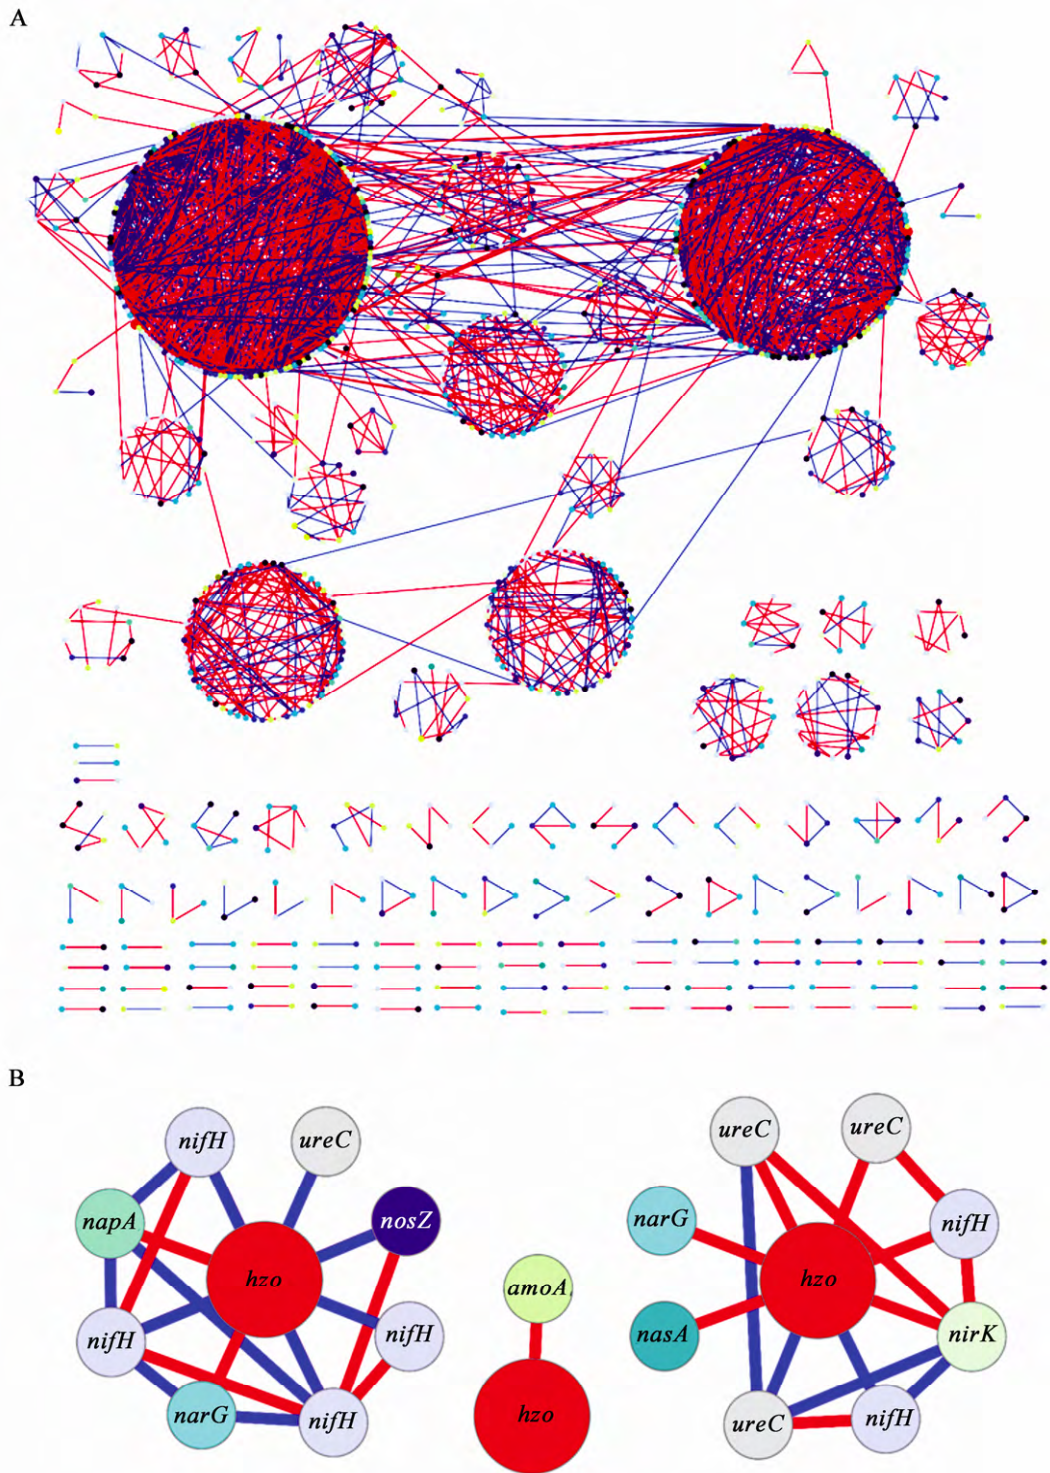 A
B
nifH ureC ureC ureC
napA nosZ narG nifH
hzo amoA hzo
nifH nifH nasA nirK
narG nifH hzo ureC nifH